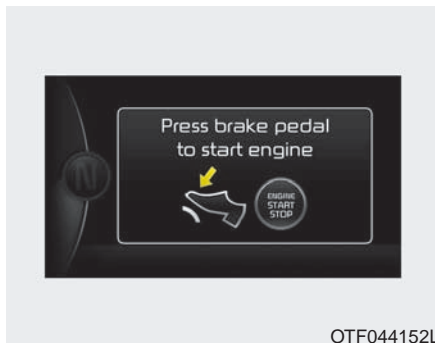 Press brake pedal
to start engine
N
ENGINE
START
STOP
OTF044152L